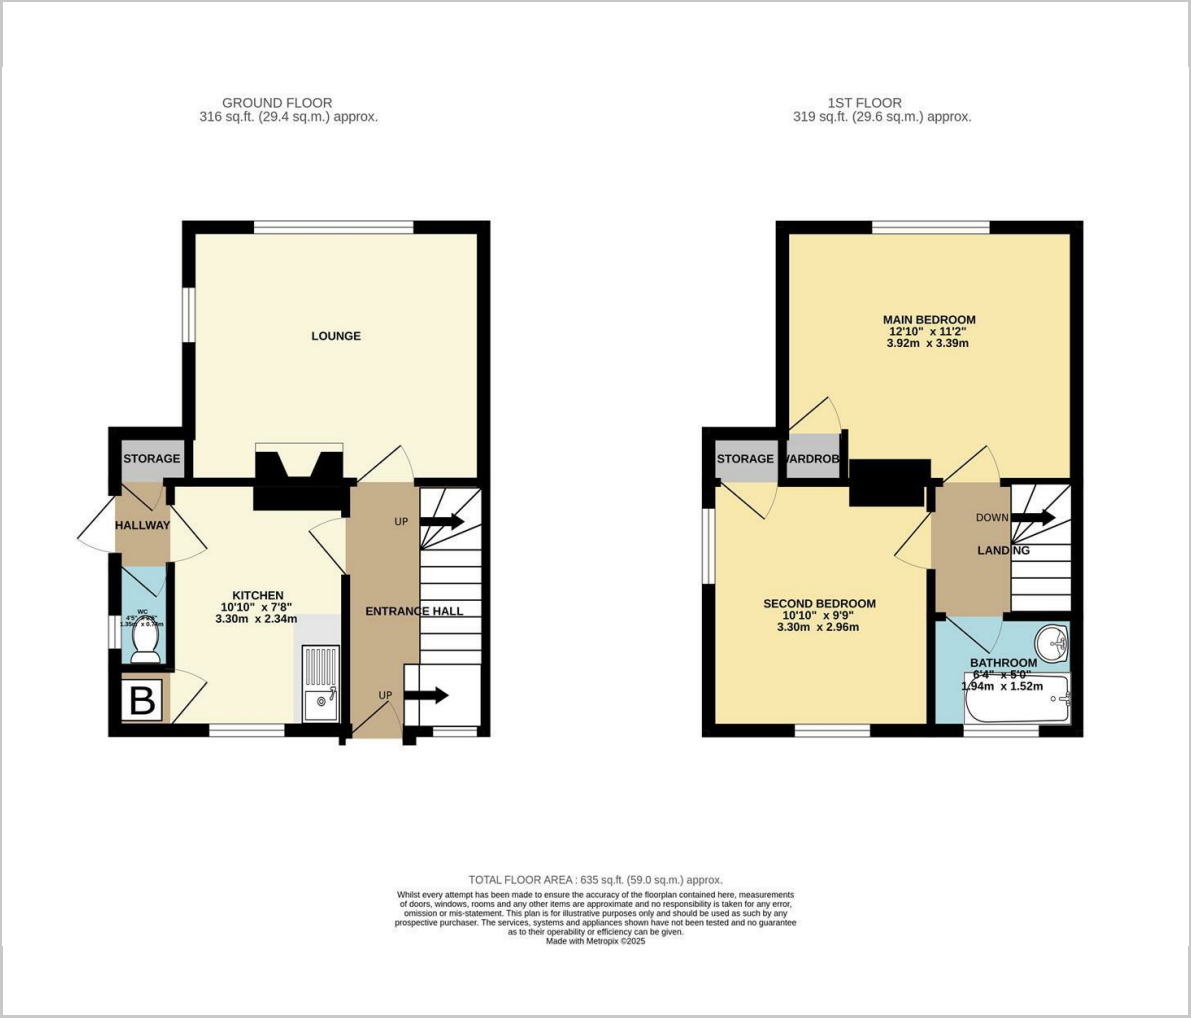 GROUND FLOOR
316 sq.ft. (29.4 sq.m.) approx.
1ST FLOOR
319 sq.ft. (29.6 sq.m.) approx.
LOUNGE
STORAGE
HALLWAY
UP
KITCHEN
10'10" x 7'8"
3.30m x 2.34m
ENTRANCE HALL
WC
B
UP
MAIN BEDROOM
12'10" x 11'2"
3.92m x 3.39m
STORAGE
WARDROBE
DOWN
LANDING
SECOND BEDROOM
10'10" x 9'9"
3.30m x 2.96m
BATHROOM
6'4" x 5'0"
1.94m x 1.52m
TOTAL FLOOR AREA : 635 sq.ft. (59.0 sq.m.) approx.
Whilst every attempt has been made to ensure the accuracy of the floorplan contained here, measurements
of doors, windows, rooms and any other items are approximate and no responsibility is taken for any error,
omission or mis-statement. This plan is for illustrative purposes only and should be used as such by any
prospective purchaser. The services, systems and appliances shown have not been tested and no guarantee
as to their operability or efficiency can be given.
Made with Metropix ©2025